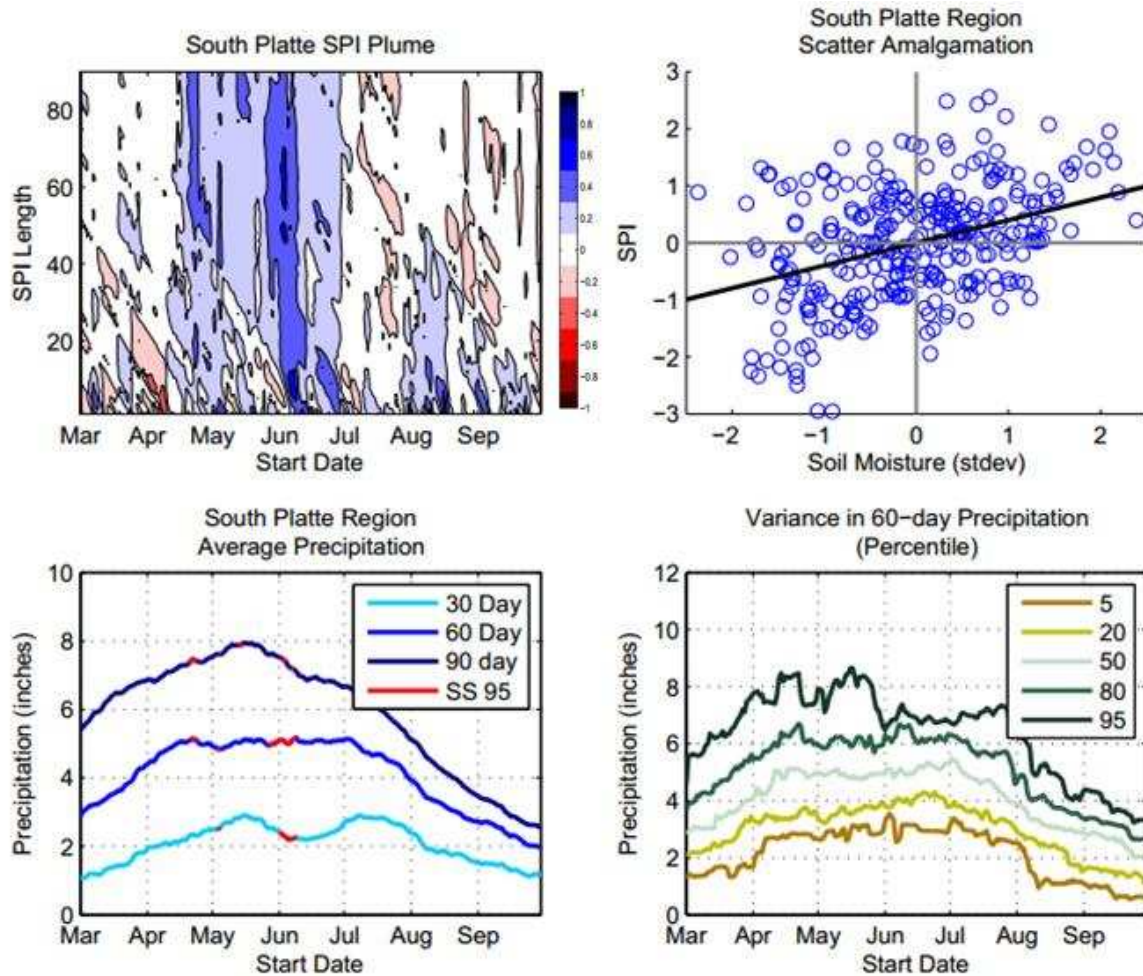 South Platte SPI Plume
80
60
40
20
SPI Length
Mar Apr May Jun Jul Aug Sep
Start Date
1
0.8
0.6
0.4
0.2
0
−0.2
−0.4
−0.6
−0.8
−1
South Platte Region
Scatter Amalgamation
3
2
1
0
−1
−2
−3
SPI
−2 −1 0 1 2
Soil Moisture (stdev)
South Platte Region
Average Precipitation
10
8
6
4
2
0
Precipitation (inches)
30 Day
60 Day
90 day
SS 95
Mar Apr May Jun Jul Aug Sep
Start Date
Variance in 60−day Precipitation
(Percentile)
12
10
8
6
4
2
0
Precipitation (inches)
5
20
50
80
95
Mar Apr May Jun Jul Aug Sep
Start Date